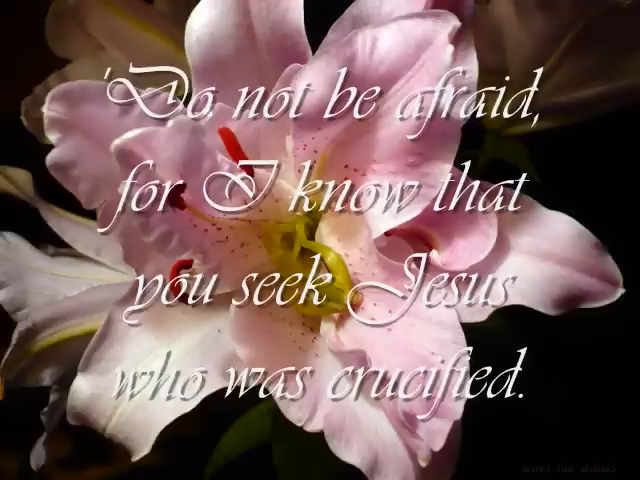 'Do not be afraid,
for I know that
you seek Jesus
who was crucified.